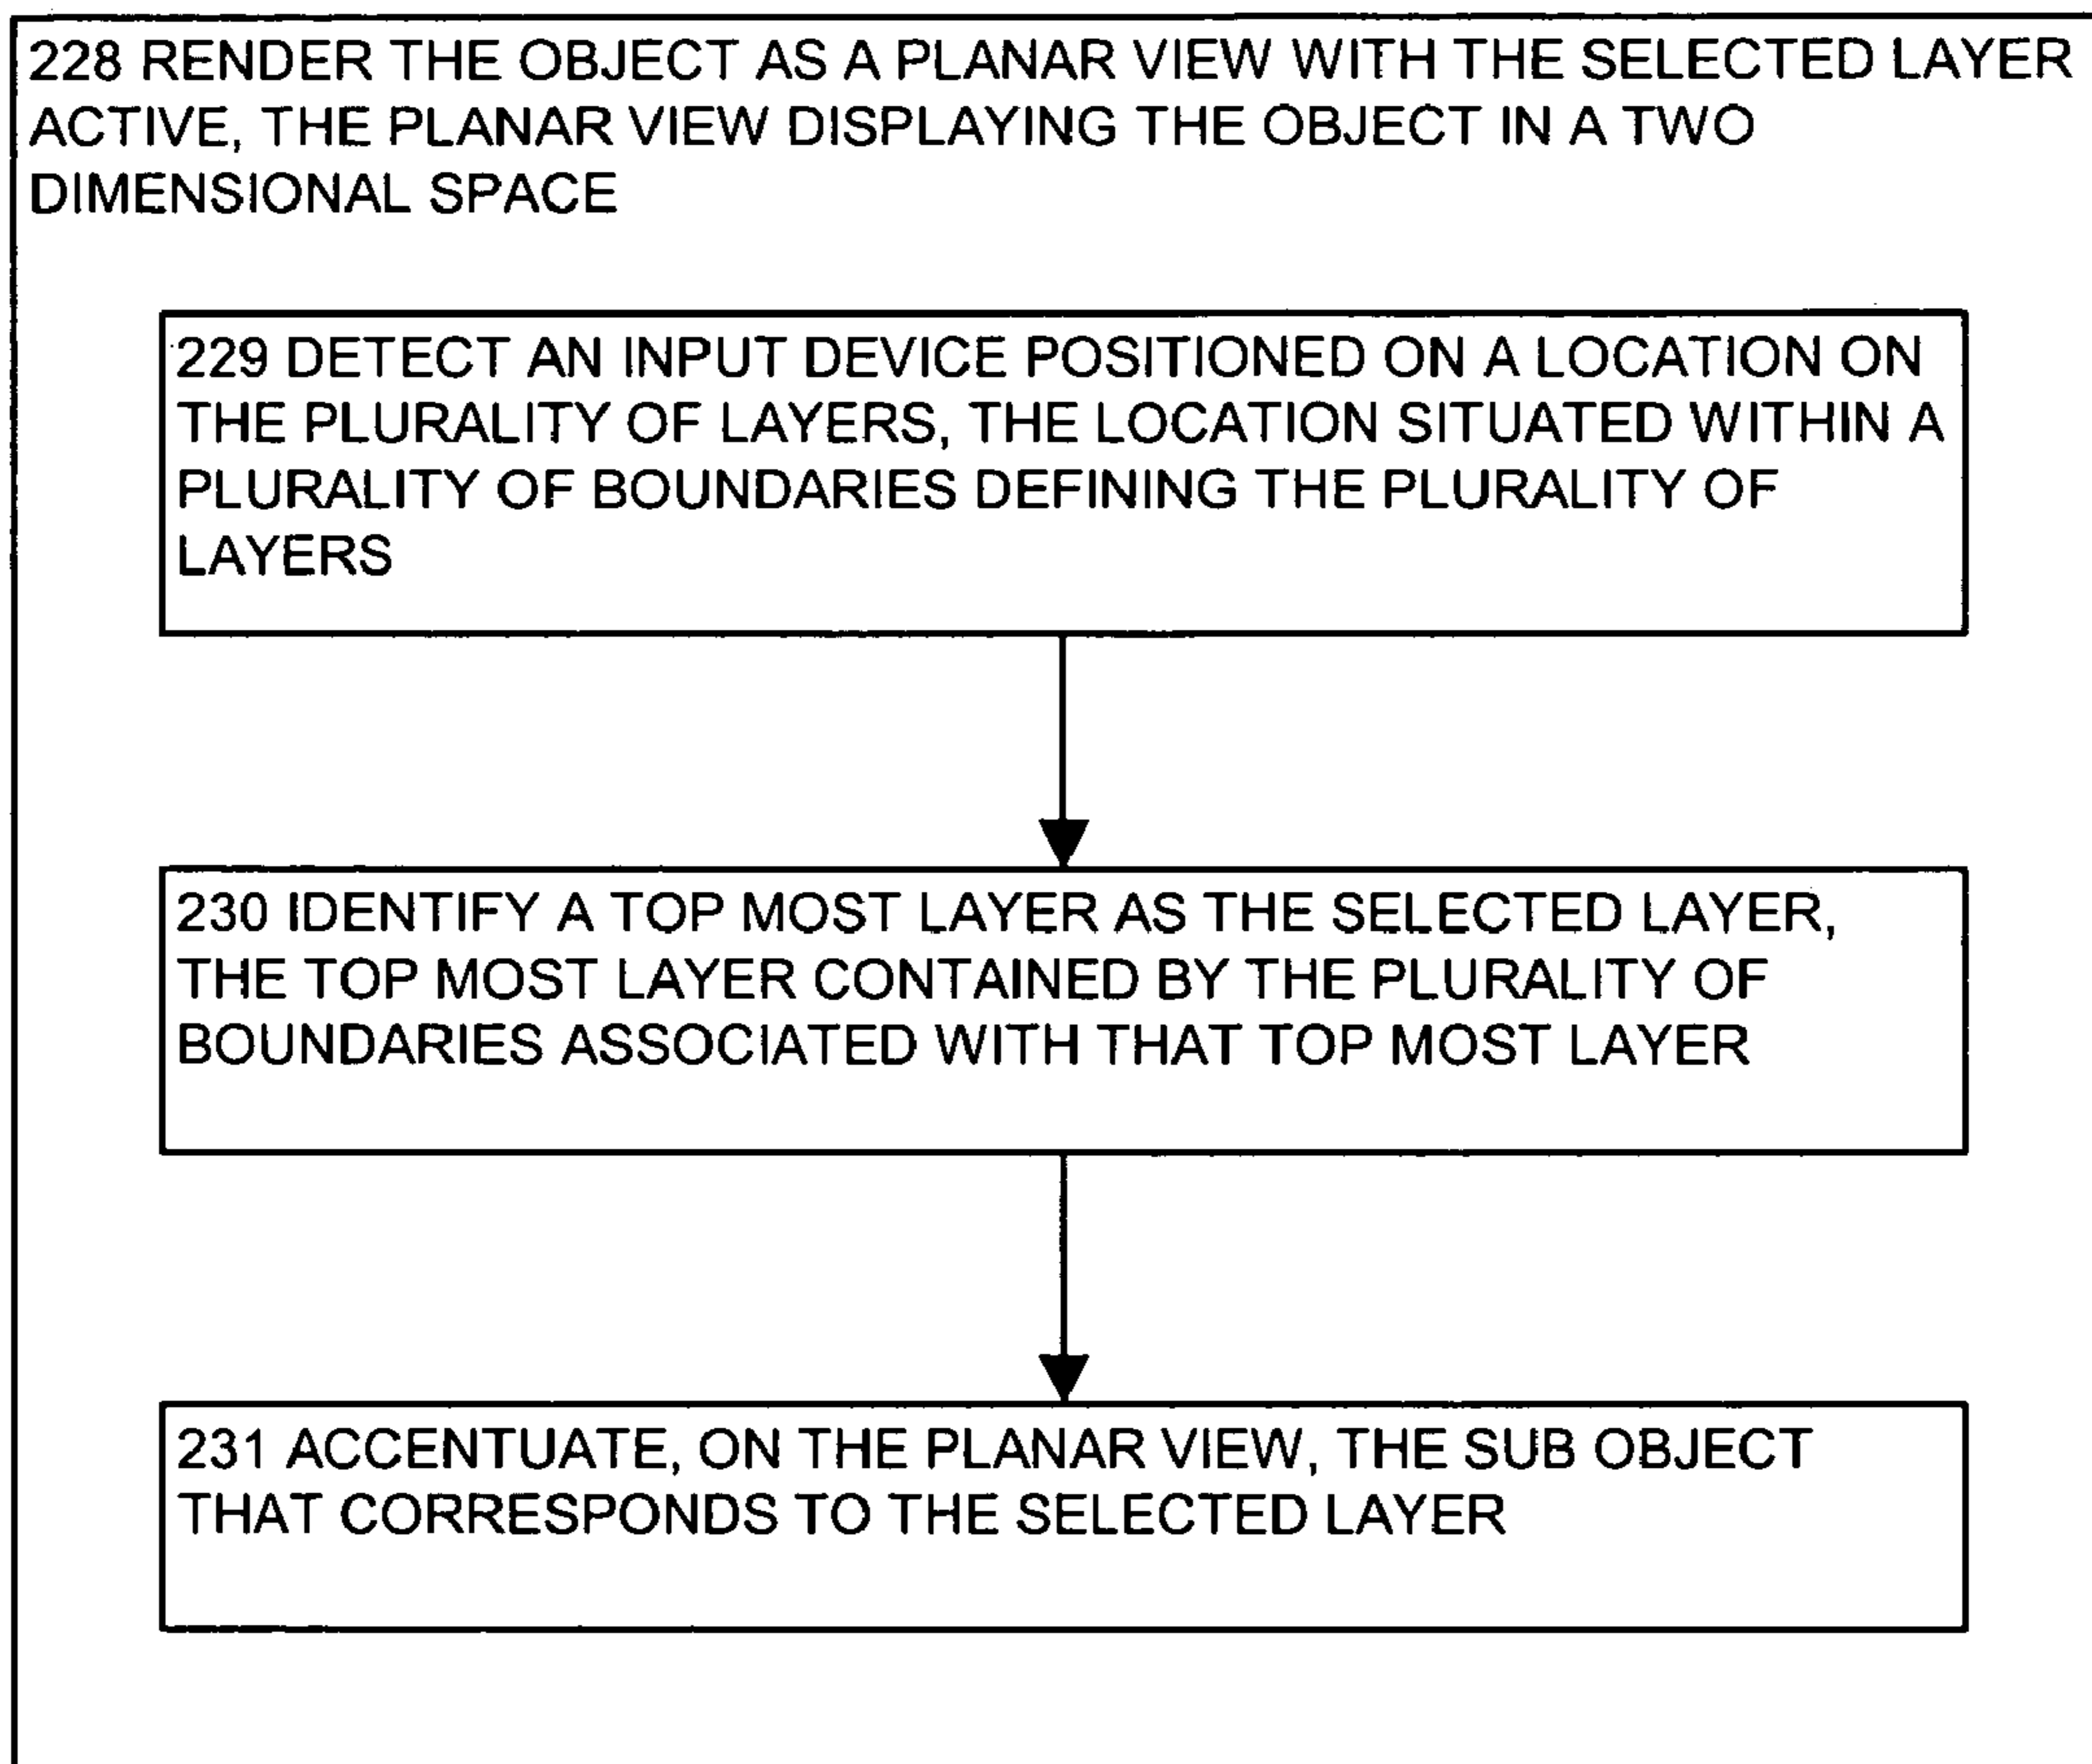 228 RENDER THE OBJECT AS A PLANAR VIEW WITH THE SELECTED LAYER
ACTIVE, THE PLANAR VIEW DISPLAYING THE OBJECT IN A TWO
DIMENSIONAL SPACE
229 DETECT AN INPUT DEVICE POSITIONED ON A LOCATION ON
THE PLURALITY OF LAYERS, THE LOCATION SITUATED WITHIN A
PLURALITY OF BOUNDARIES DEFINING THE PLURALITY OF
LAYERS
230 IDENTIFY A TOP MOST LAYER AS THE SELECTED LAYER,
THE TOP MOST LAYER CONTAINED BY THE PLURALITY OF
BOUNDARIES ASSOCIATED WITH THAT TOP MOST LAYER
231 ACCENTUATE, ON THE PLANAR VIEW, THE SUB OBJECT
THAT CORRESPONDS TO THE SELECTED LAYER